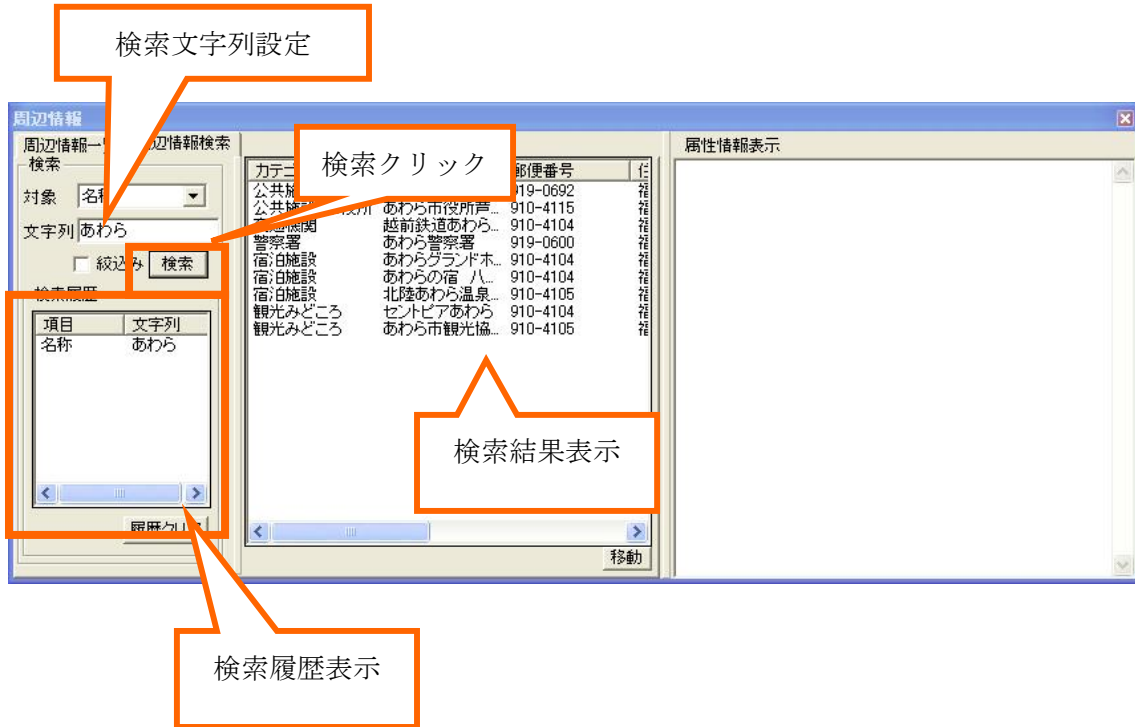 検索文字列設定
周辺情報
周辺情報一 辺情報検索
検索
対象 名称
文字列 あわら
絞込み 検索
検索履歴
項目 文字列
名称 あわら
履歴クリア
検索クリック
カテゴ 郵便番号
公共施 919-0692
公共施設 役所 あわら市役所芦... 910-4115
交通機関 越前鉄道あわら... 910-4104
警察署 あわら警察署 919-0600
宿泊施設 あわらグランドホ... 910-4104
宿泊施設 あわらの宿 八... 910-4104
宿泊施設 北陸あわら温泉... 910-4105
観光みどころ セントピアあわら 910-4104
観光みどころ あわら市観光協... 910-4105
検索結果表示
移動
属性情報表示
検索履歴表示